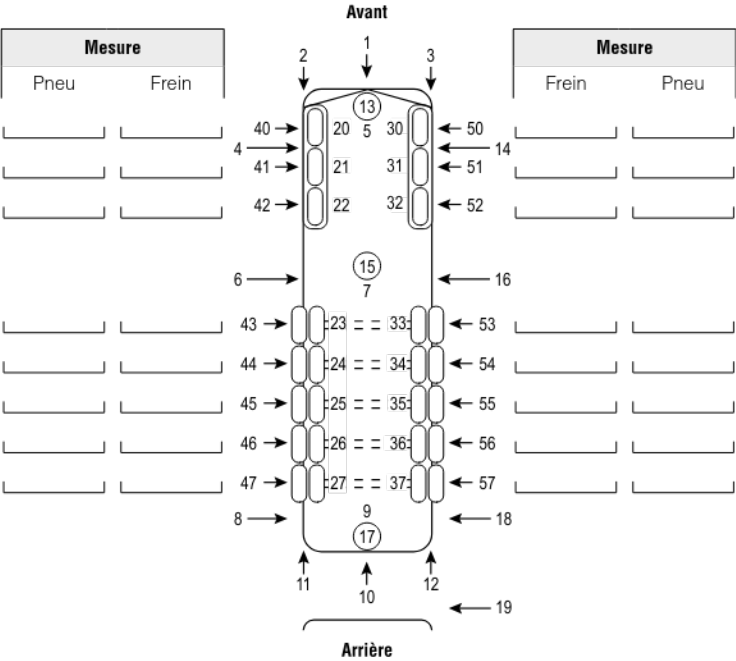 Avant
Mesure Mesure
2 1 3
Pneu Frein Frein Pneu
13
40 20 5 30 50
4 14
41 21 31 51
42 22 32 52
15
6 16
7
43 23 33 53
44 24 34 54
45 25 35 55
46 26 36 56
47 27 37 57
9
8 17 18
11 10 12
19
Arrière